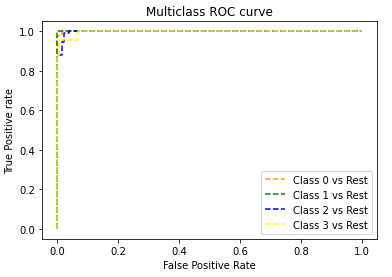 Multiclass ROC curve
True Positive rate
1.0
0.8
0.6
0.4
0.2
0.0
Class 0 vs Rest
Class 1 vs Rest
Class 2 vs Rest
Class 3 vs Rest
0.0 0.2 0.4 0.6 0.8 1.0
False Positive Rate